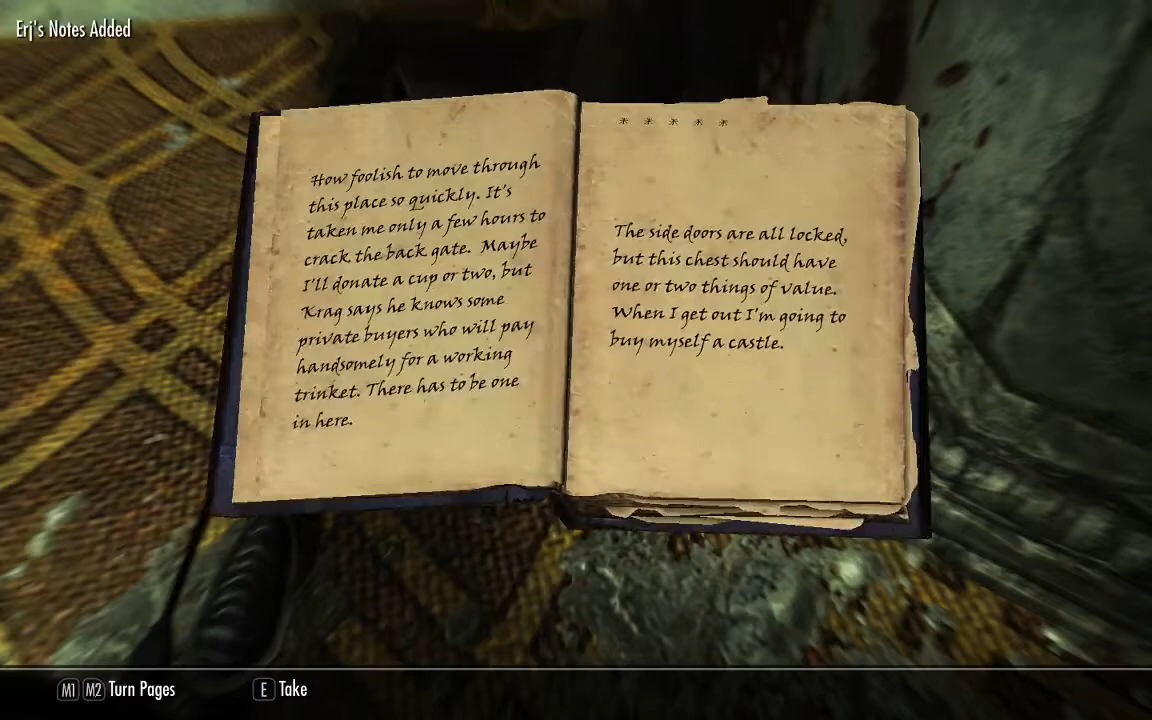 Erj's Notes Added
How foolish to move through
this place so quickly. It's
taken me only a few hours to
crack the back gate. Maybe
I'll donate a cup or two, but
Krag says he knows some
private buyers who will pay
handsomely for a working
trinket. There has to be one
in here.
* * * * *
The side doors are all locked,
but this chest should have
one or two things of value.
When I get out I'm going to
buy myself a castle.
M1 M2 Turn Pages E Take